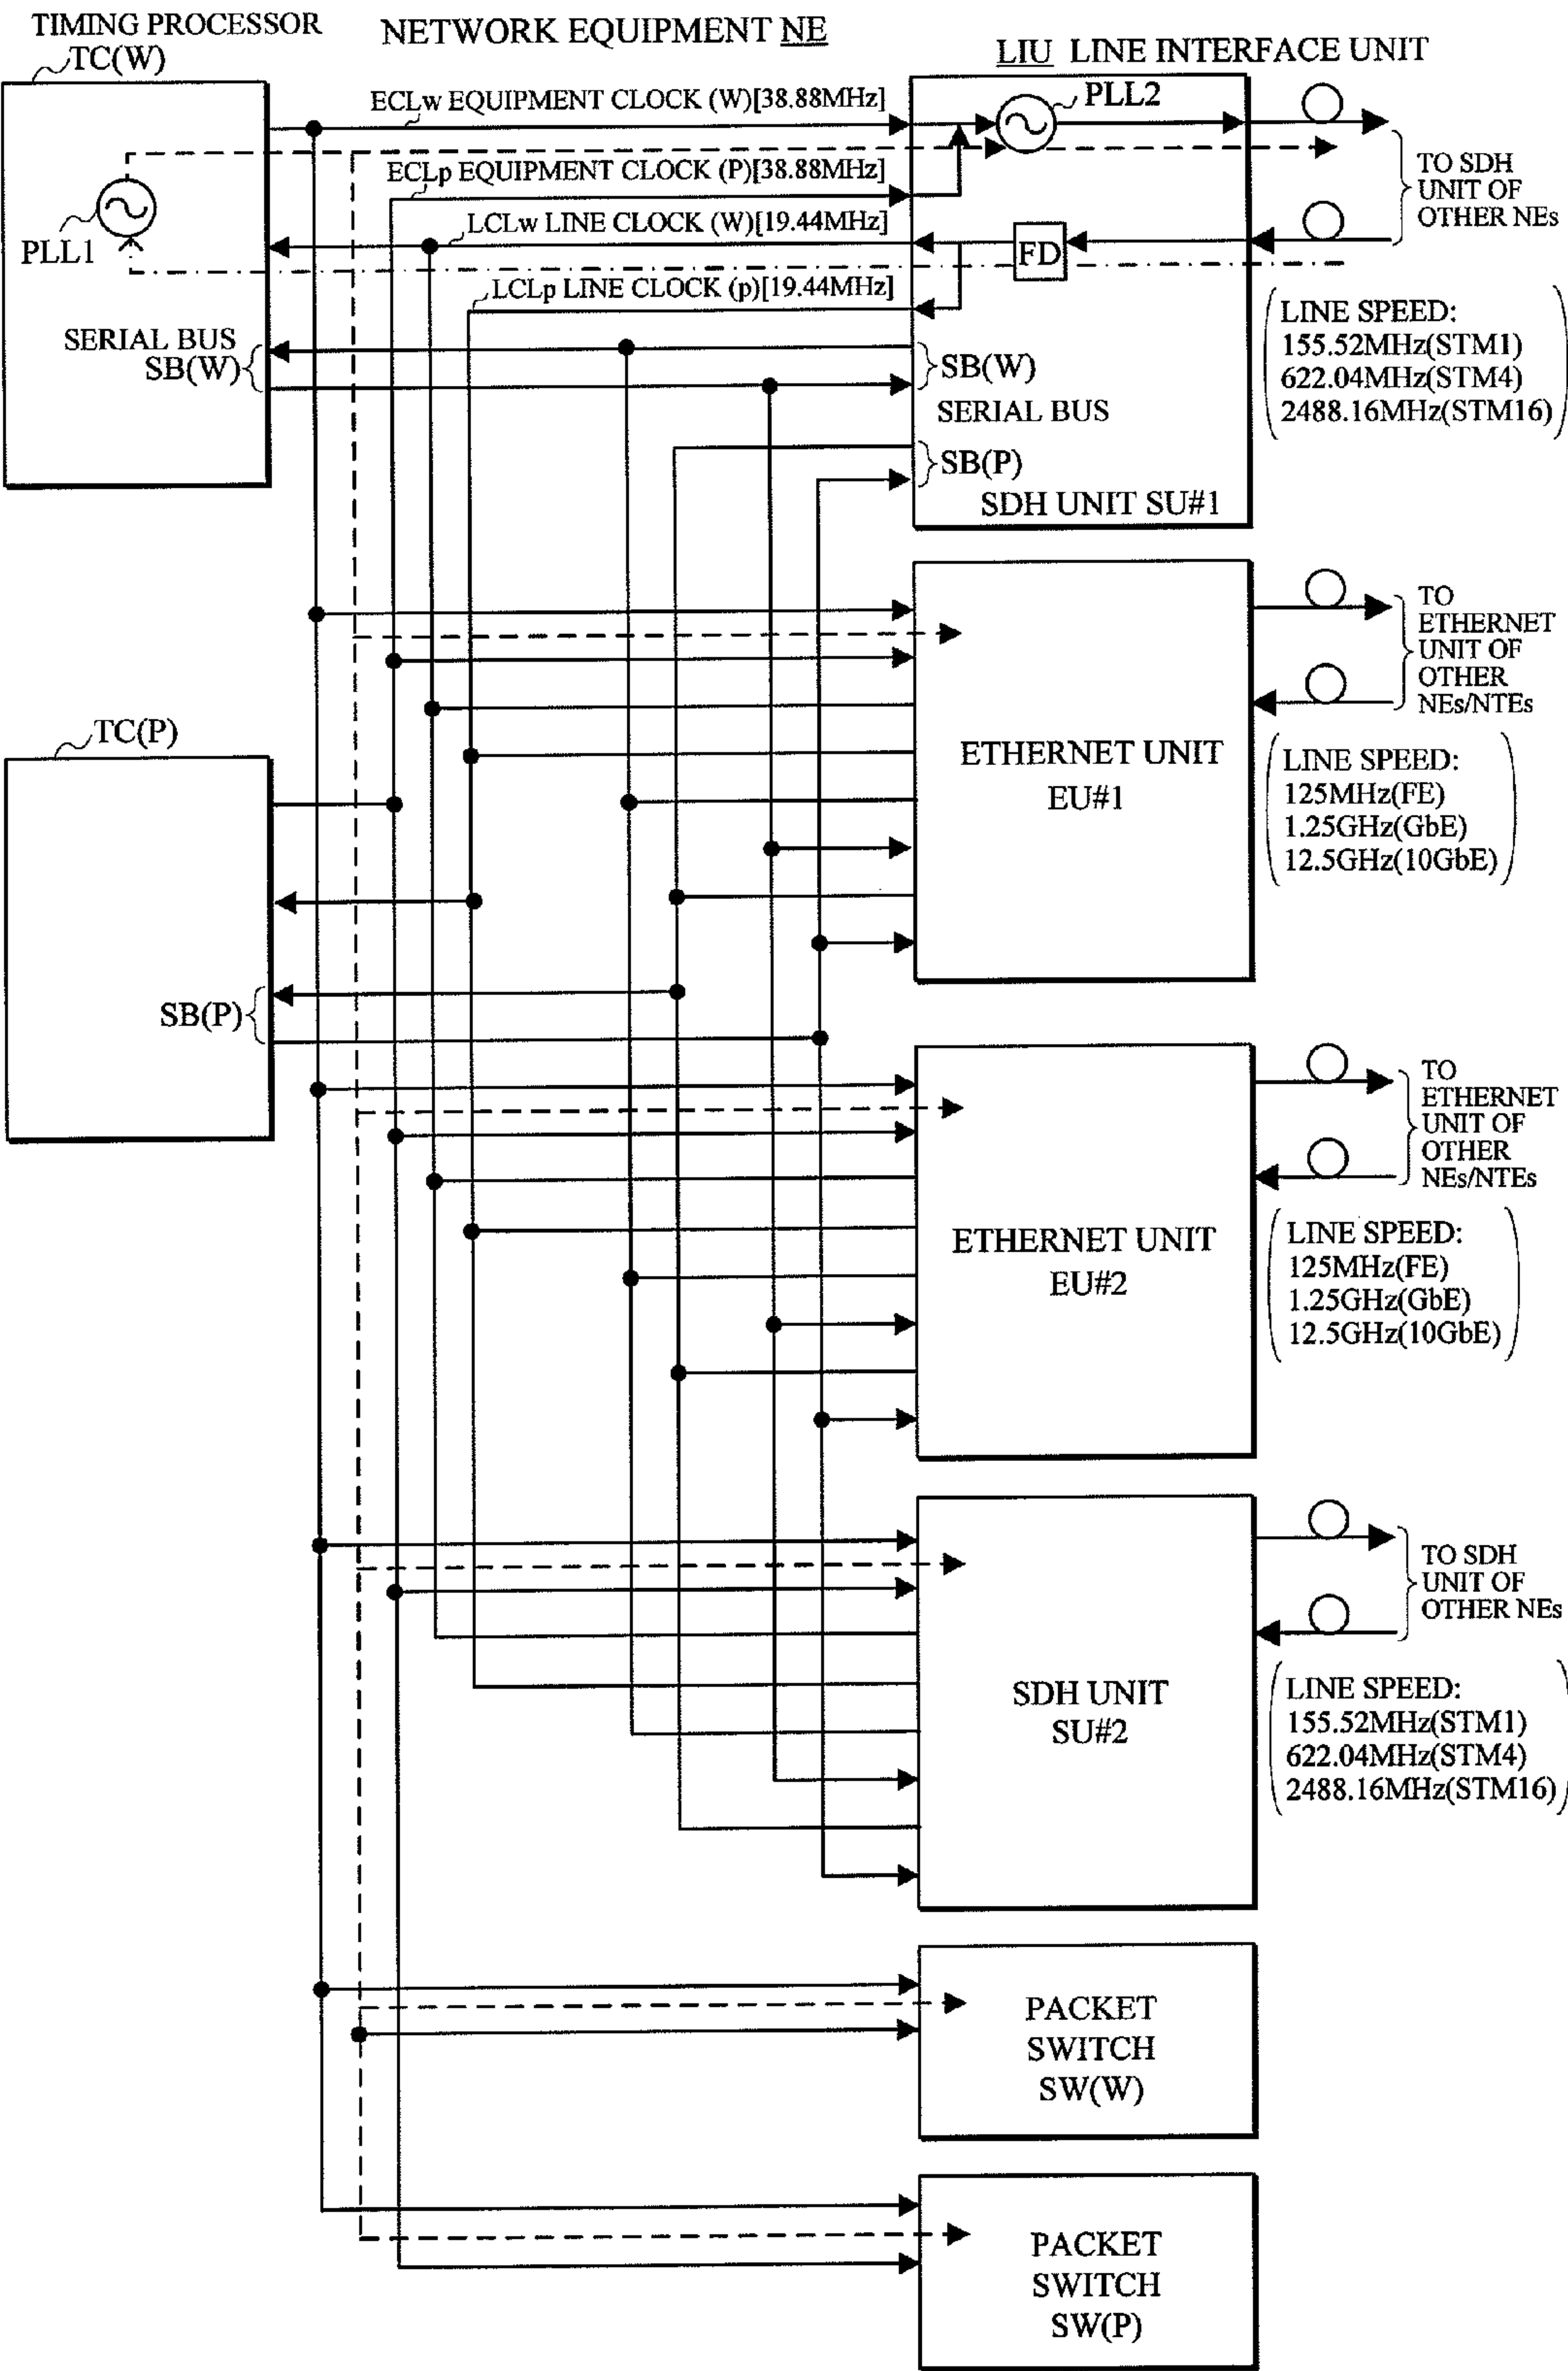 TIMING PROCESSOR
TC(W)
NETWORK EQUIPMENT NE
LIU LINE INTERFACE UNIT
ECLw EQUIPMENT CLOCK (W)[38.88MHz]
PLL2
ECLp EQUIPMENT CLOCK (P)[38.88MHz]
TO SDH
UNIT OF
OTHER NEs
PLL1
LCLw LINE CLOCK (W)[19.44MHz]
FD
LCLp LINE CLOCK (p)[19.44MHz]
LINE SPEED:
155.52MHz(STM1)
622.04MHz(STM4)
2488.16MHz(STM16)
SERIAL BUS
SB(W)
SB(W)
SERIAL BUS
SB(P)
SDH UNIT SU#1
TO
ETHERNET
UNIT OF
OTHER
NEs/NTEs
TC(P)
ETHERNET UNIT
EU#1
LINE SPEED:
125MHz(FE)
1.25GHz(GbE)
12.5GHz(10GbE)
SB(P)
TO
ETHERNET
UNIT OF
OTHER
NEs/NTEs
ETHERNET UNIT
EU#2
LINE SPEED:
125MHz(FE)
1.25GHz(GbE)
12.5GHz(10GbE)
TO SDH
UNIT OF
OTHER NEs
SDH UNIT
SU#2
LINE SPEED:
155.52MHz(STM1)
622.04MHz(STM4)
2488.16MHz(STM16)
PACKET
SWITCH
SW(W)
PACKET
SWITCH
SW(P)